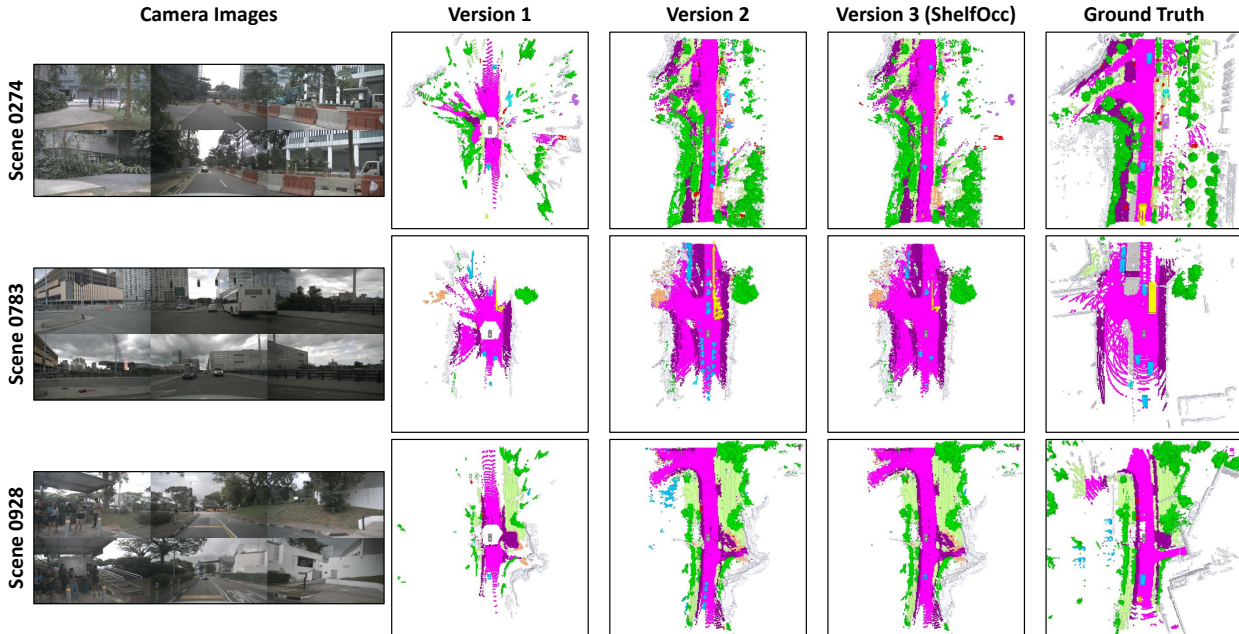 Camera Images Version 1 Version 2 Version 3 (ShelfOcc) Ground Truth
Scene 0274
Scene 0783
Scene 0928